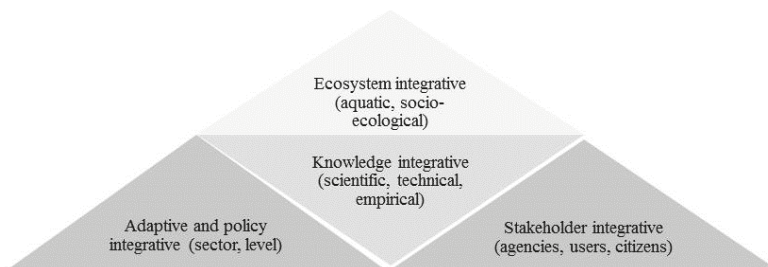 Ecosystem integrative
(aquatic, socio-
ecological)
Knowledge integrative
(scientific, technical,
empirical)
Adaptive and policy
integrative (sector, level)
Stakeholder integrative
(agencies, users, citizens)